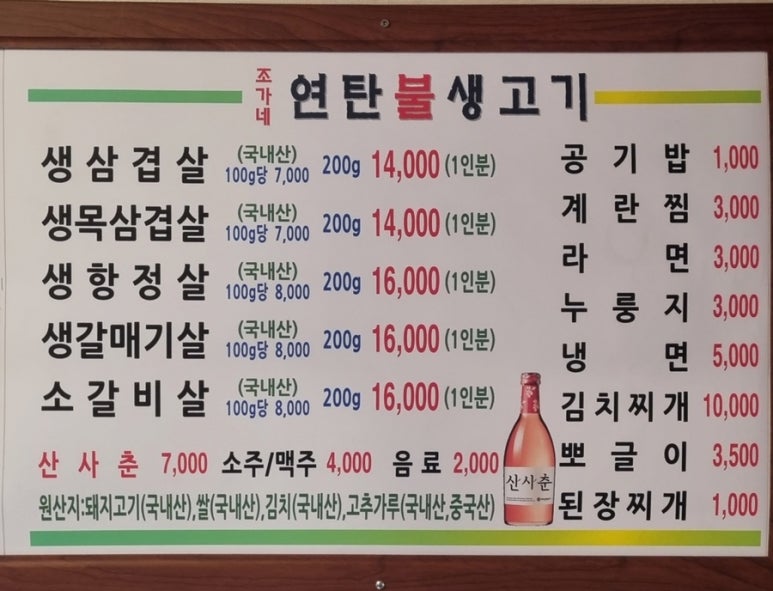 조가네 연탄불생고기
생삼겹살 (국내산) 100g당 7,000 200g 14,000 (1인분)
생목삼겹살 (국내산) 100g당 7,000 200g 14,000 (1인분)
생항정살 (국내산) 100g당 8,000 200g 16,000 (1인분)
생갈매기살 (국내산) 100g당 8,000 200g 16,000 (1인분)
소갈비살 (국내산) 100g당 8,000 200g 16,000 (1인분)
산사춘 7,000 소주/맥주 4,000 음료 2,000
원산지:돼지고기(국내산),쌀(국내산),김치(국내산),고추가루(국내산,중국산)
산사춘
공기밥 1,000
계란찜 3,000
라면 3,000
누룽지 3,000
냉면 5,000
김치찌개 10,000
뽀글이 3,500
된장찌개 1,000